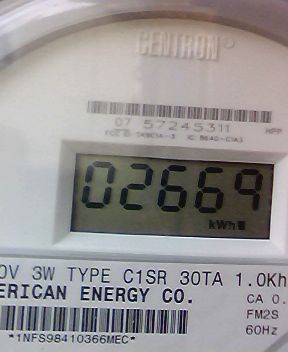 CENTRON®
07 57245311 HPP
02669
kWh
0V 3W TYPE C1SR 30TA 1.0Kh
ERICAN ENERGY CO.
CA 0.
FM2S
60Hz
*1NFS98410366MEC*